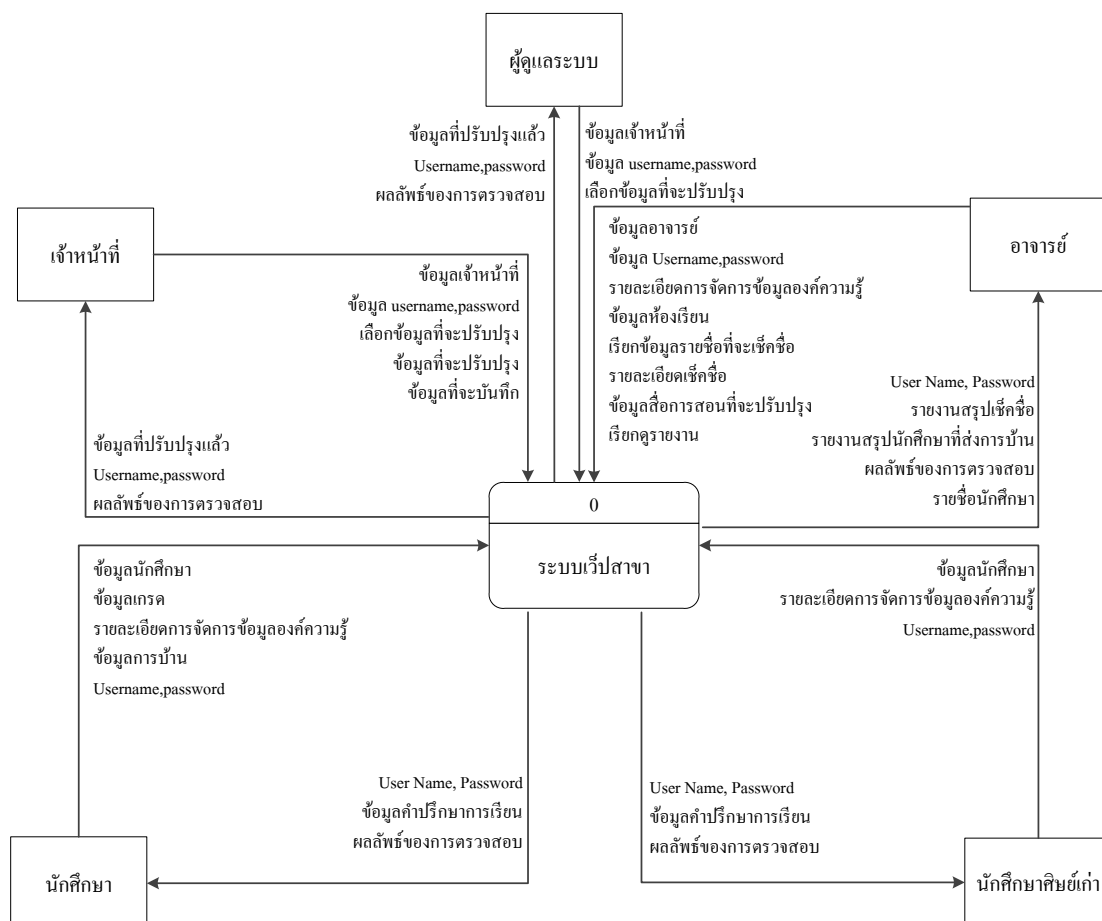 ผู้ดูแลระบบ
ข้อมูลที่ปรับปรุงแล้ว
Username,password
ผลลัพธ์ของการตรวจสอบ
ข้อมูลเจ้าหน้าที่
ข้อมูล username,password
เลือกข้อมูลที่จะปรับปรุง
เจ้าหน้าที่
ข้อมูลเจ้าหน้าที่
ข้อมูล username,password
เลือกข้อมูลที่จะปรับปรุง
ข้อมูลที่จะปรับปรุง
ข้อมูลที่จะบันทึก
ข้อมูลอาจารย์
ข้อมูล Username,password
รายละเอียดการจัดการข้อมูลองค์ความรู้
ข้อมูลห้องเรียน
เรียกข้อมูลรายชื่อที่จะเช็คชื่อ
รายละเอียดเช็คชื่อ
ข้อมูลสื่อการสอนที่จะปรับปรุง
เรียกดูรายงาน
อาจารย์
User Name, Password
รายงานสรุปเช็คชื่อ
รายงานสรุปนักศึกษาที่ส่งการบ้าน
ผลลัพธ์ของการตรวจสอบ
รายชื่อนักศึกษา
ข้อมูลที่ปรับปรุงแล้ว
Username,password
ผลลัพธ์ของการตรวจสอบ
0
ระบบเว็ปสาขา
ข้อมูลนักศึกษา
ข้อมูลเกรด
รายละเอียดการจัดการข้อมูลองค์ความรู้
ข้อมูลการบ้าน
Username,password
ข้อมูลนักศึกษา
รายละเอียดการจัดการข้อมูลองค์ความรู้
Username,password
User Name, Password
ข้อมูลคำปรึกษาการเรียน
ผลลัพธ์ของการตรวจสอบ
User Name, Password
ข้อมูลคำปรึกษาการเรียน
ผลลัพธ์ของการตรวจสอบ
นักศึกษา
นักศึกษาศิษย์เก่า